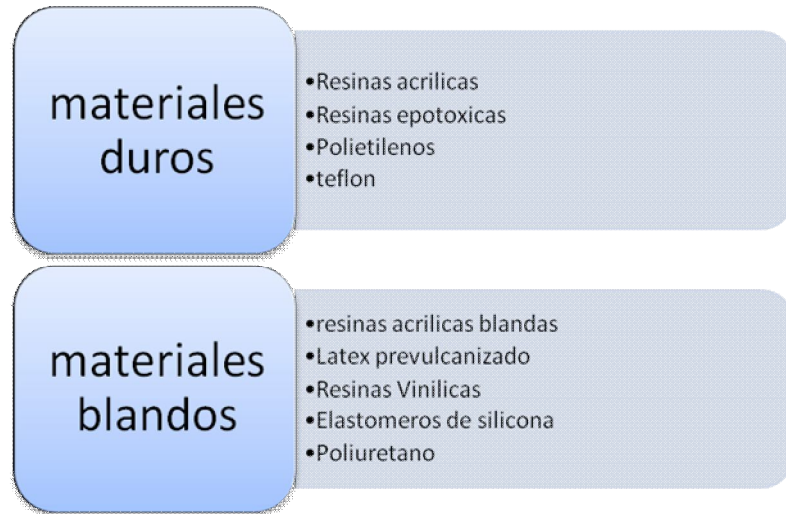 materiales
duros
•Resinas acrilicas
•Resinas epotoxicas
•Polietilenos
•teflon
materiales
blandos
•resinas acrilicas blandas
•Latex prevulcanizado
•Resinas Vinilicas
•Elastomeros de silicona
•Poliuretano